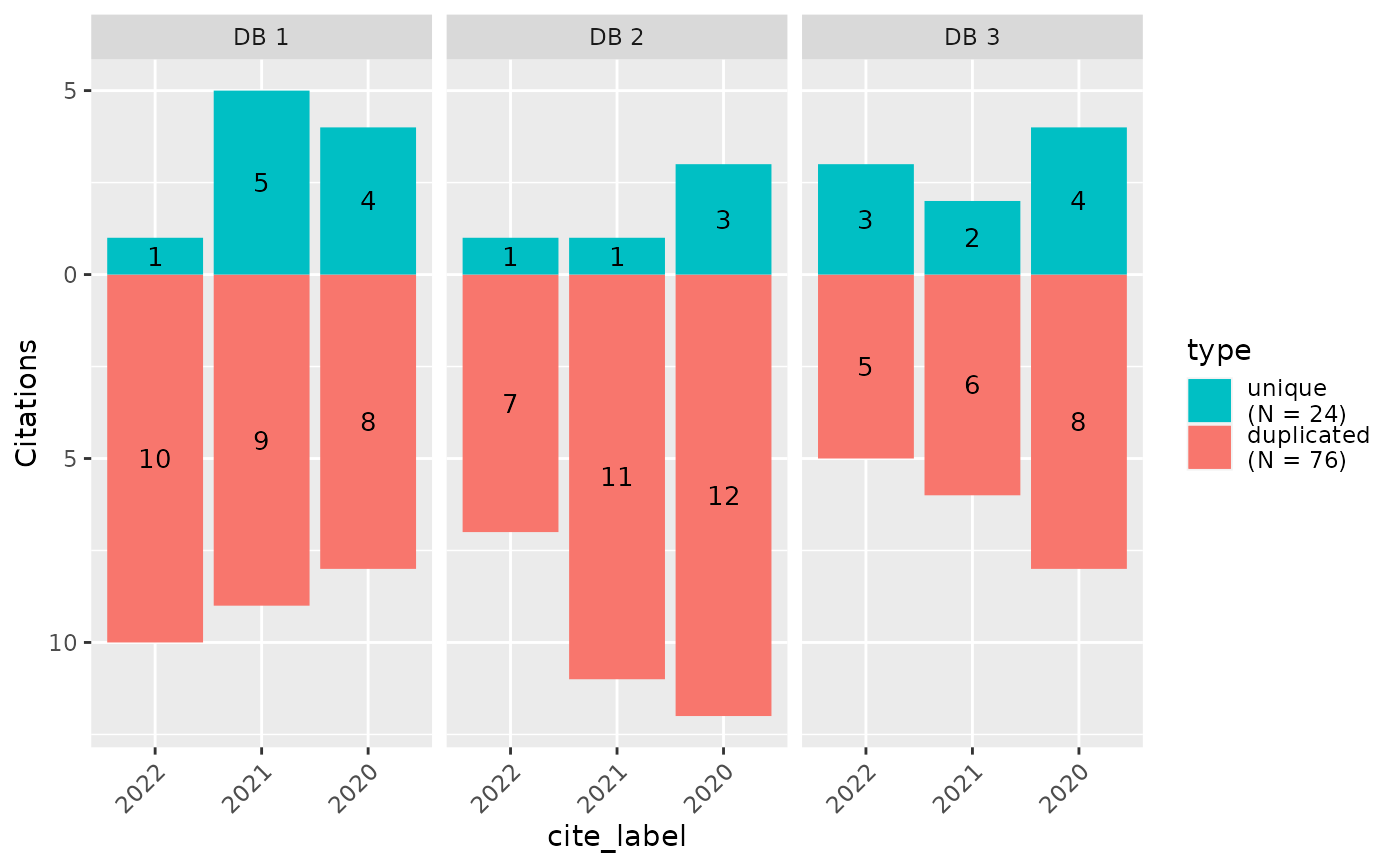 DB 1 DB 2 DB 3
5
0
5
10
Citations
1 5 4 1 1 3 3 2 4
10 9 8 7 11 12 5 6 8
2022 2021 2020 2022 2021 2020 2022 2021 2020
cite_label
type
unique
(N = 24)
duplicated
(N = 76)